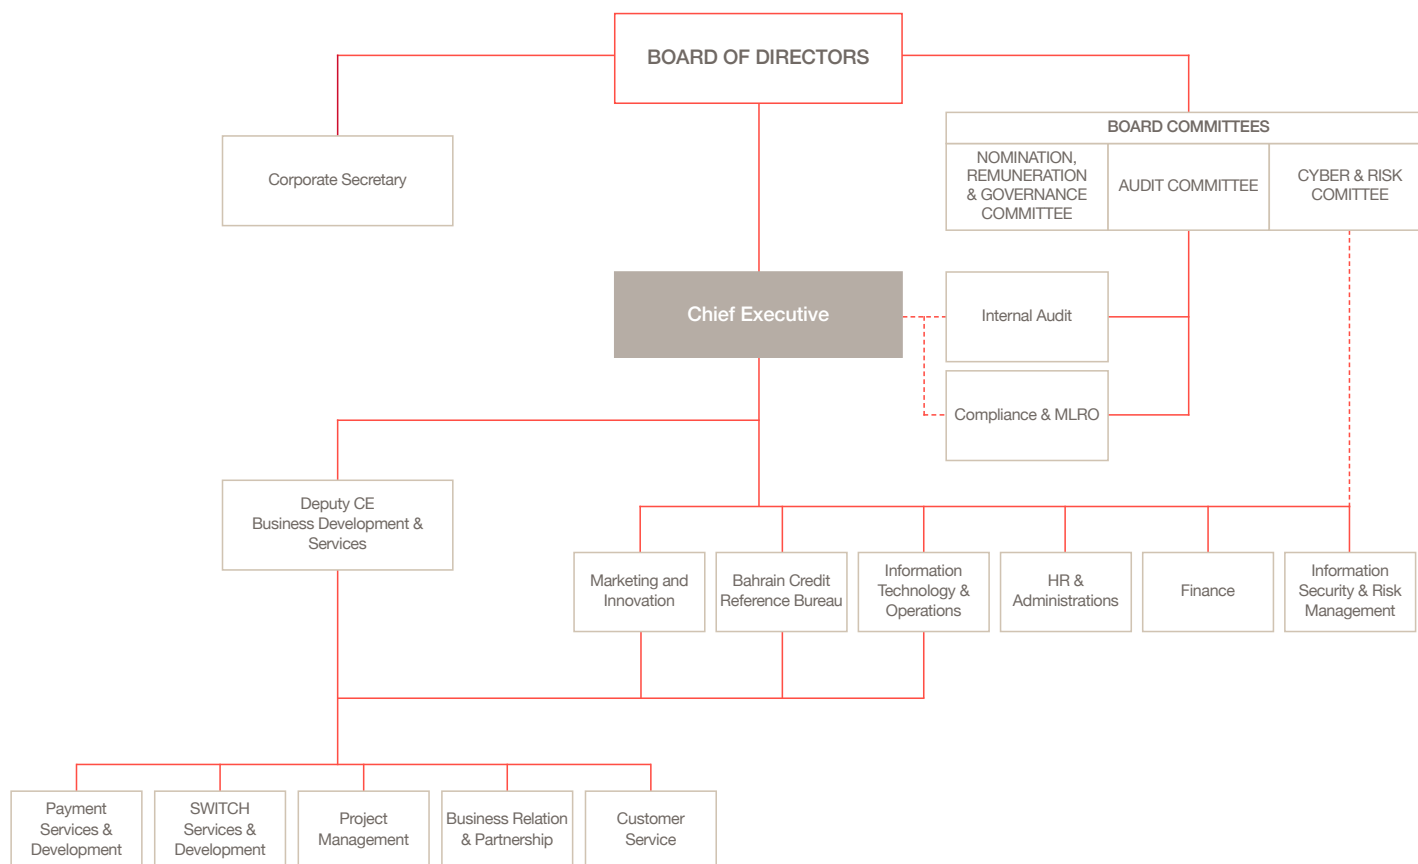 BOARD OF DIRECTORS
Corporate Secretary
BOARD COMMITTEES
NOMINATION,
REMUNERATION
& GOVERNANCE
COMMITTEE
AUDIT COMMITTEE
CYBER & RISK
COMITTEE
Chief Executive
Internal Audit
Compliance & MLRO
Deputy CE
Business Development &
Services
Marketing and
Innovation
Bahrain Credit
Reference Bureau
Information
Technology &
Operations
HR &
Administrations
Finance
Information
Security & Risk
Management
Payment
Services &
Development
SWITCH
Services &
Development
Project
Management
Business Relation
& Partnership
Customer
Service